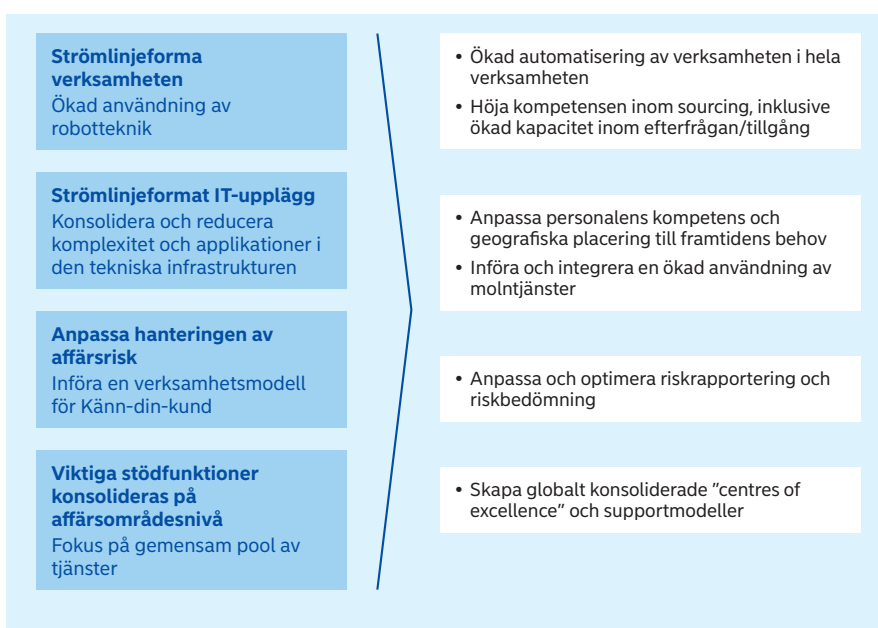 Strömlinjeforma
verksamheten
Ökad användning av
robotteknik
• Ökad automatisering av verksamheten i hela
verksamheten
• Höja kompetensen inom sourcing, inklusive
ökad kapacitet inom efterfrågan/tillgång
Strömlinjeformat IT-upplägg
Konsolidera och reducera
komplexitet och applikationer i
den tekniska infrastrukturen
• Anpassa personalens kompetens och
geografiska placering till framtidens behov
• Införa och integrera en ökad användning av
molntjänster
Anpassa hanteringen av
affärsrisk
Införa en verksamhetsmodell
för Känn-din-kund
• Anpassa och optimera riskrapportering och
riskbedömning
Viktiga stödfunktioner
konsolideras på
affärsområdesnivå
Fokus på gemensam pool av
tjänster
• Skapa globalt konsoliderade ”centres of
excellence” och supportmodeller